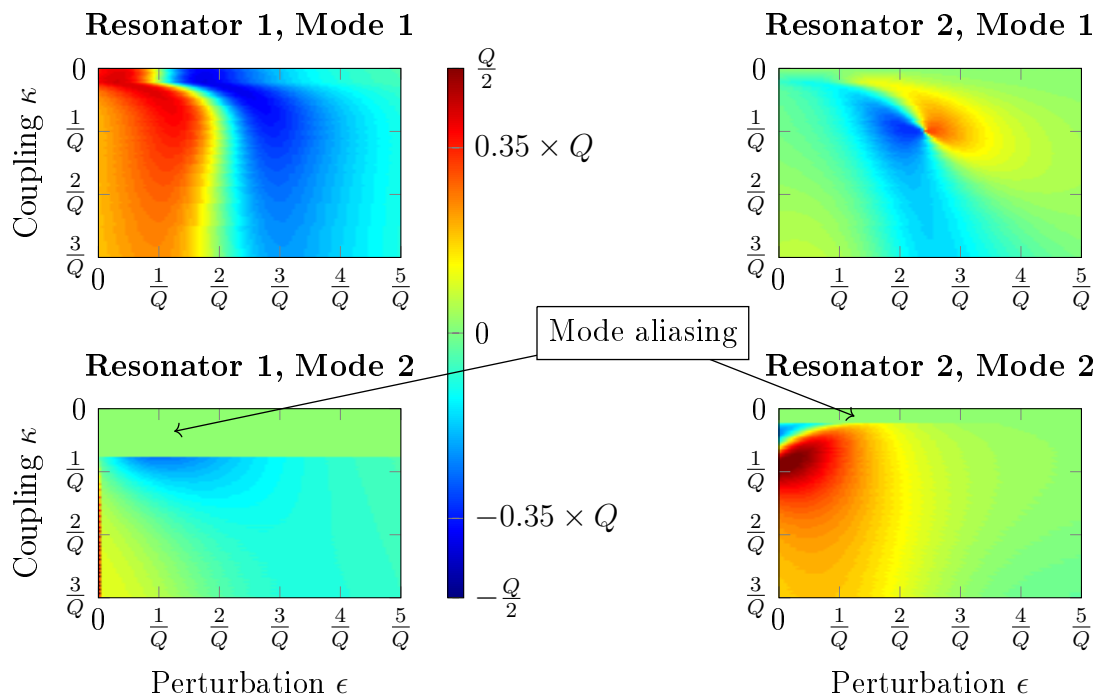 Resonator 1, Mode 1
Coupling κ
0
1/Q
2/Q
3/Q
0 1/Q 2/Q 3/Q 4/Q 5/Q
Q/2
0.35 × Q
0
−0.35 × Q
−Q/2
Resonator 2, Mode 1
0
1/Q
2/Q
3/Q
0 1/Q 2/Q 3/Q 4/Q 5/Q
Mode aliasing
Resonator 1, Mode 2
Coupling κ
0
1/Q
2/Q
3/Q
0 1/Q 2/Q 3/Q 4/Q 5/Q
Perturbation ϵ
Resonator 2, Mode 2
0
1/Q
2/Q
3/Q
0 1/Q 2/Q 3/Q 4/Q 5/Q
Perturbation ϵ